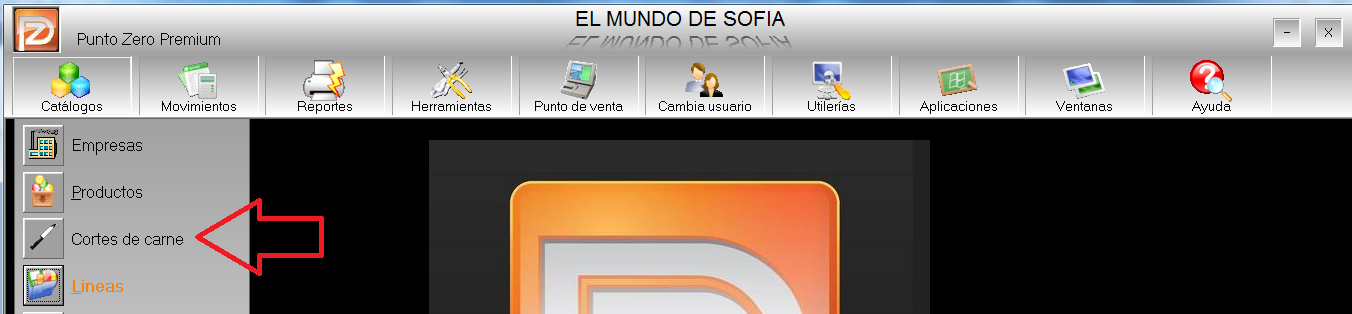 EL MUNDO DE SOFIA
Punto Zero Premium
Catálogos Movimientos Reportes Herramientas Punto de venta Cambia usuario Utilerías Aplicaciones Ventanas Ayuda
Empresas
Productos
Cortes de carne
Lineas